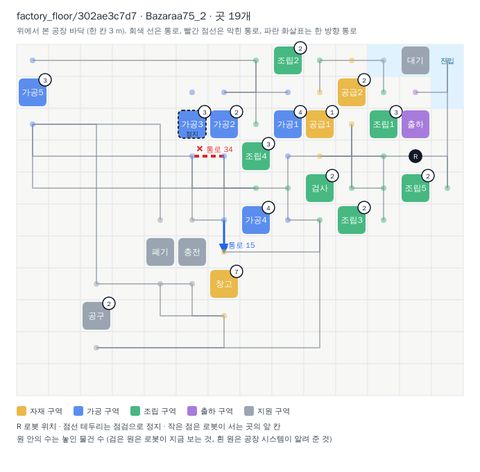 factory_floor/302ae3c7d7 · Bazaraa75_2 · 곳 19개
위에서 본 공장 바닥 (한 칸 3 m). 회색 선은 통로, 빨간 점선은 막힌 통로, 파란 화살표는 한 방향 통로
조립2 2
대기
전립
가공5 3
공급2 2
가공3 3
정지
가공2 2
가공1 4
공급1 2
조립1 3
출하
✕ 통로 34
조립4 3
R
검사 2
조립5 2
가공4 4
조립3 2
통로 15
폐기
충전
창고 7
공구 2
자재 구역
가공 구역
조립 구역
출하 구역
지원 구역
R 로봇 위치 · 점선 테두리는 점검으로 정지 · 작은 점은 로봇이 서는 곳의 앞 칸
원 안의 수는 놓인 물건 수 (검은 원은 로봇이 지금 보는 것, 흰 원은 공장 시스템이 알려 준 것)